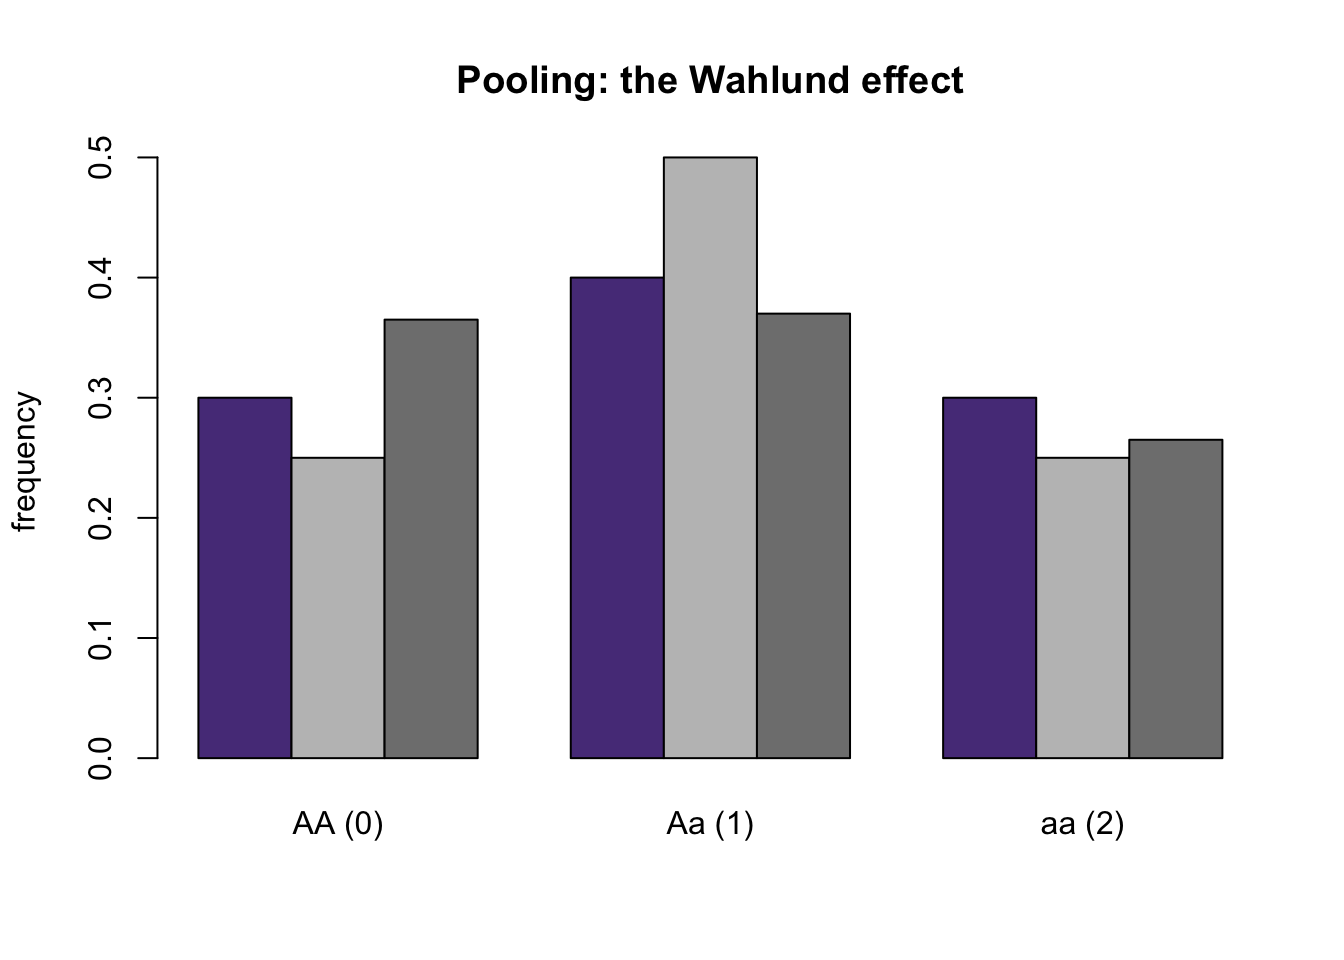 Pooling: the Wahlund effect
frequency
0.5
0.4
0.3
0.2
0.1
0.0
AA (0)
Aa (1)
aa (2)